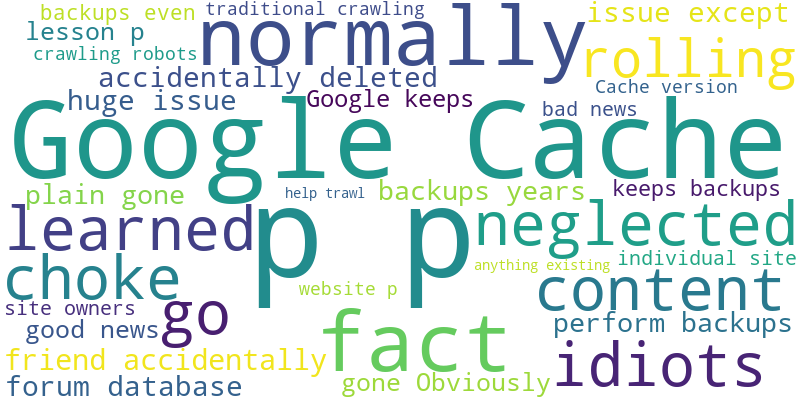 backups even
traditional crawling
issue except
lesson p
normally
rolling
crawling robots
accidentally deleted
Cache version
huge issue
Google keeps
bad news
Google Cache
plain gone
help trawl
backups years
keeps backups
learned
p p
neglected
individual site
choke
anything existing
content
website p
site owners
go
good news
fact
perform backups
friend accidentally
idiots
forum database
gone Obviously